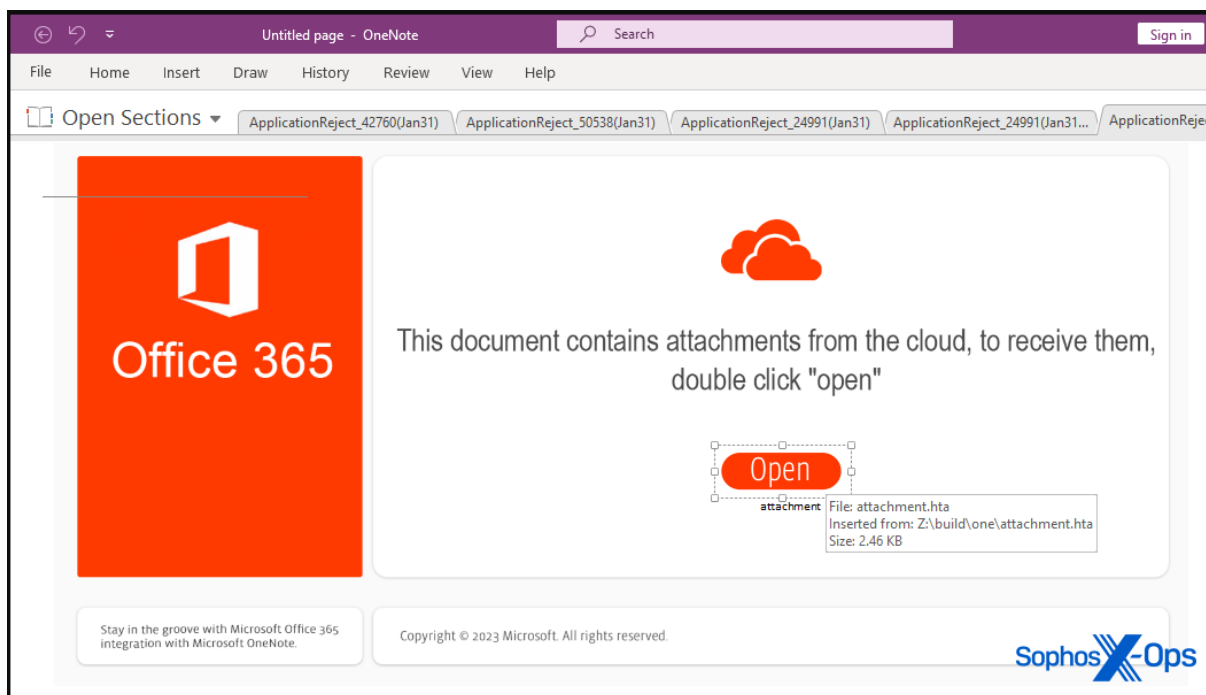 Untitled page - OneNote
Search
Sign in
File Home Insert Draw History Review View Help
Open Sections
ApplicationReject_42760(Jan31) ApplicationReject_50538(Jan31) ApplicationReject_24991(Jan31) ApplicationReject_24991(Jan31... ApplicationReje
Office 365
This document contains attachments from the cloud, to receive them,
double click "open"
Open
attachment
File: attachment.hta
Inserted from: Z:\build\one\attachment.hta
Size: 2.46 KB
Stay in the groove with Microsoft Office 365
integration with Microsoft OneNote.
Copyright © 2023 Microsoft. All rights reserved.
Sophos X-Ops